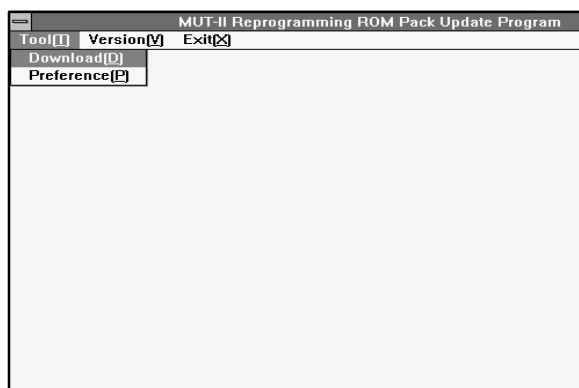 MUT-II Reprogramming ROM Pack Update Program
Tool(T) Version(V) Exit(X)
Download(D)
Preference(P)